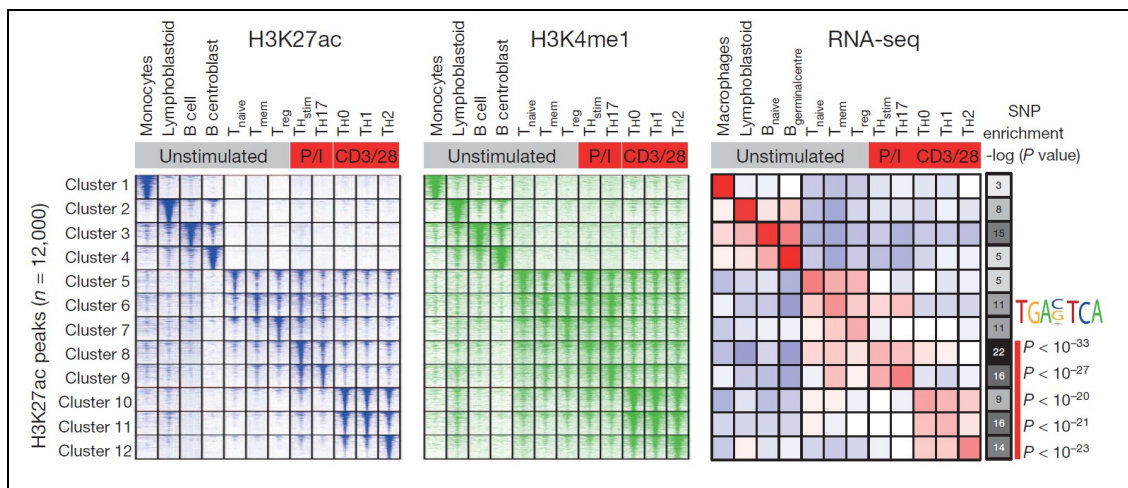 H3K27ac
H3K4me1
RNA-seq
Monocytes
Lymphoblastoid
B cell
B centroblast
Tnaive
Tmem
Treg
THstim
TH17
TH0
TH1
TH2
Tnaive
Tmem
Treg
THstim
TH17
TH0
TH1
TH2
Monocytes
Lymphoblastoid
B cell
B centroblast
Macrophages
Lymphoblastoid
Bnaive
Bgerminalcentre
Tnaive
Tmem
Treg
THstim
TH17
TH0
TH1
TH2
SNP
enrichment
-log (P value)
Unstimulated P/I CD3/28
Unstimulated P/I CD3/28
Unstimulated P/I CD3/28
H3K27ac peaks (n = 12,000)
Cluster 1 3
Cluster 2 8
Cluster 3 15
Cluster 4 5
Cluster 5 5
Cluster 6 11
Cluster 7 11
TGACGTCA
Cluster 8 22 P < 10⁻³³
Cluster 9 16 P < 10⁻²⁷
Cluster 10 9 P < 10⁻²⁰
Cluster 11 16 P < 10⁻²¹
Cluster 12 14 P < 10⁻²³